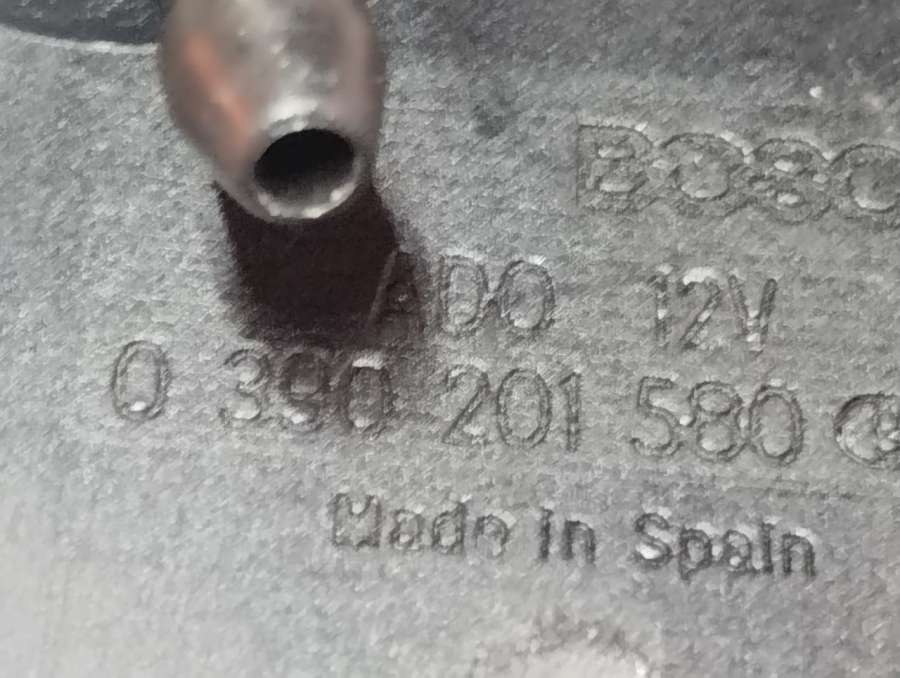 BOSC
ADO 12V
0 390 201 580
Made in Spain